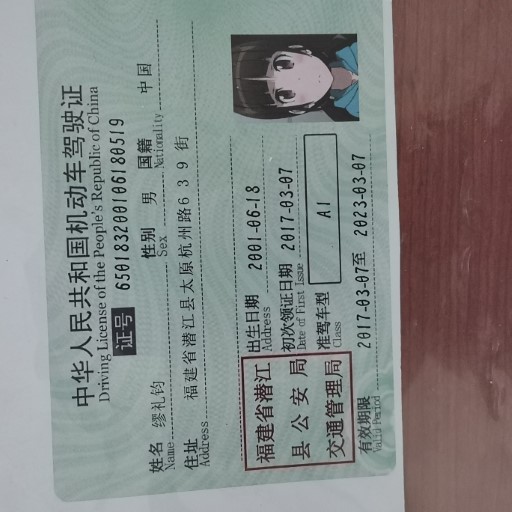 中华人民共和国机动车驾驶证
Driving License of the People's Republic of China
证号 650183200106180519
姓名 缪礼钧 性别 男 国籍 中国
Name Sex Nationality
住址 福建省潜江县太原杭州路639街
Address
出生日期 2001-06-18
Address
初次领证日期 2017-03-07
Date of First Issue
准驾车型 A1
Class
福建省潜江
县公安局
交通管理局
有效期限 2017-03-07至 2023-03-07
Valid Period